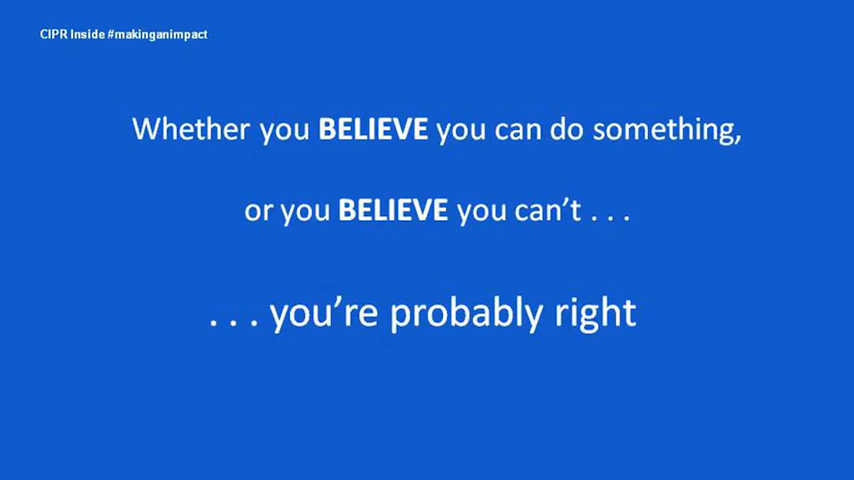 CIPR Inside #makinganimpact
Whether you BELIEVE you can do something,
or you BELIEVE you can’t . . .
. . . you’re probably right